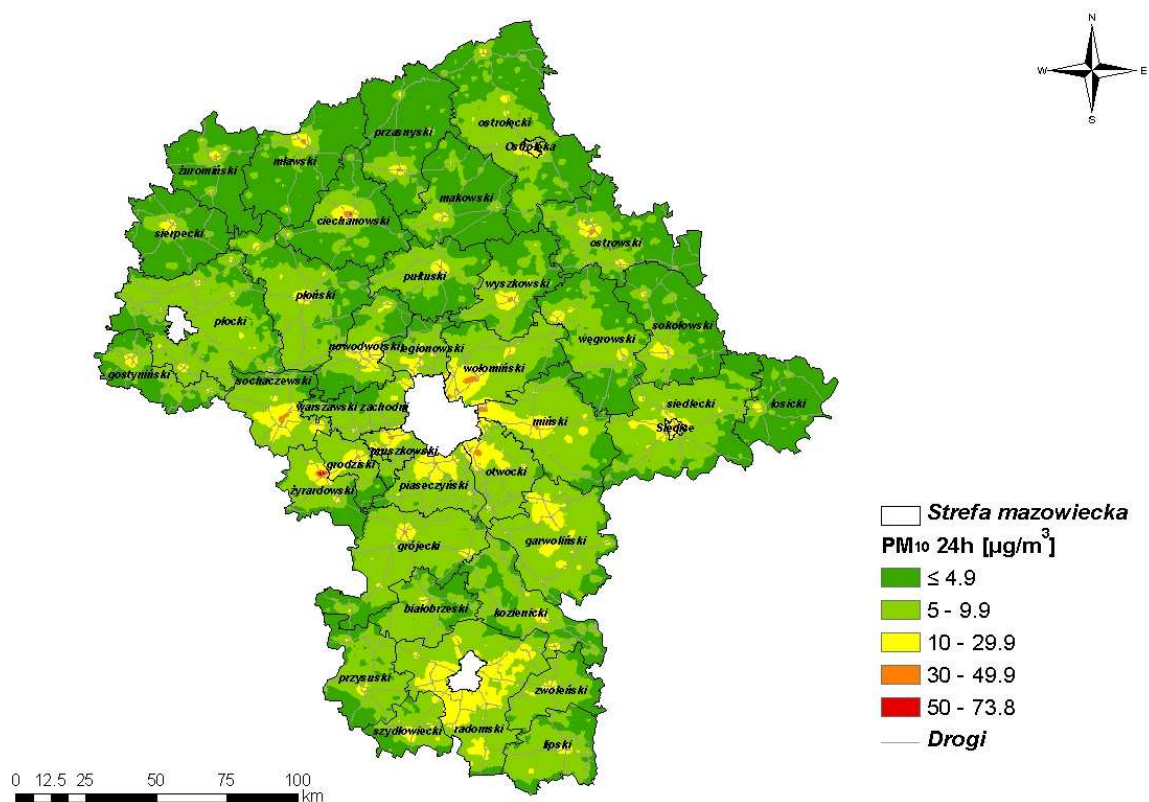 N
W
E
S
ostrołęcki
przasnyski
Ostrołęka
mławski
żuromiński
makowski
ciechanowski
sierpecki
ostrowski
pułtuski
wyszkowski
płoński
płocki
sokołowski
węgrowski
nowodworski
legionowski
wołomiński
gostyniński
sochaczewski
łosicki
siedlecki
warszawski zachodni
miński
Siedlce
pruszkowski
grodziski
otwocki
żyrardowski
piaseczyński
garwoliński
grójecki
białobrzeski
kozienicki
przysuski
zwoleński
szydłowiecki
radomski
lipski
Strefa mazowiecka
PM10 24h [µg/m³]
≤ 4.9
5 - 9.9
10 - 29.9
30 - 49.9
50 - 73.8
Drogi
0 12.5 25 50 75 100
km